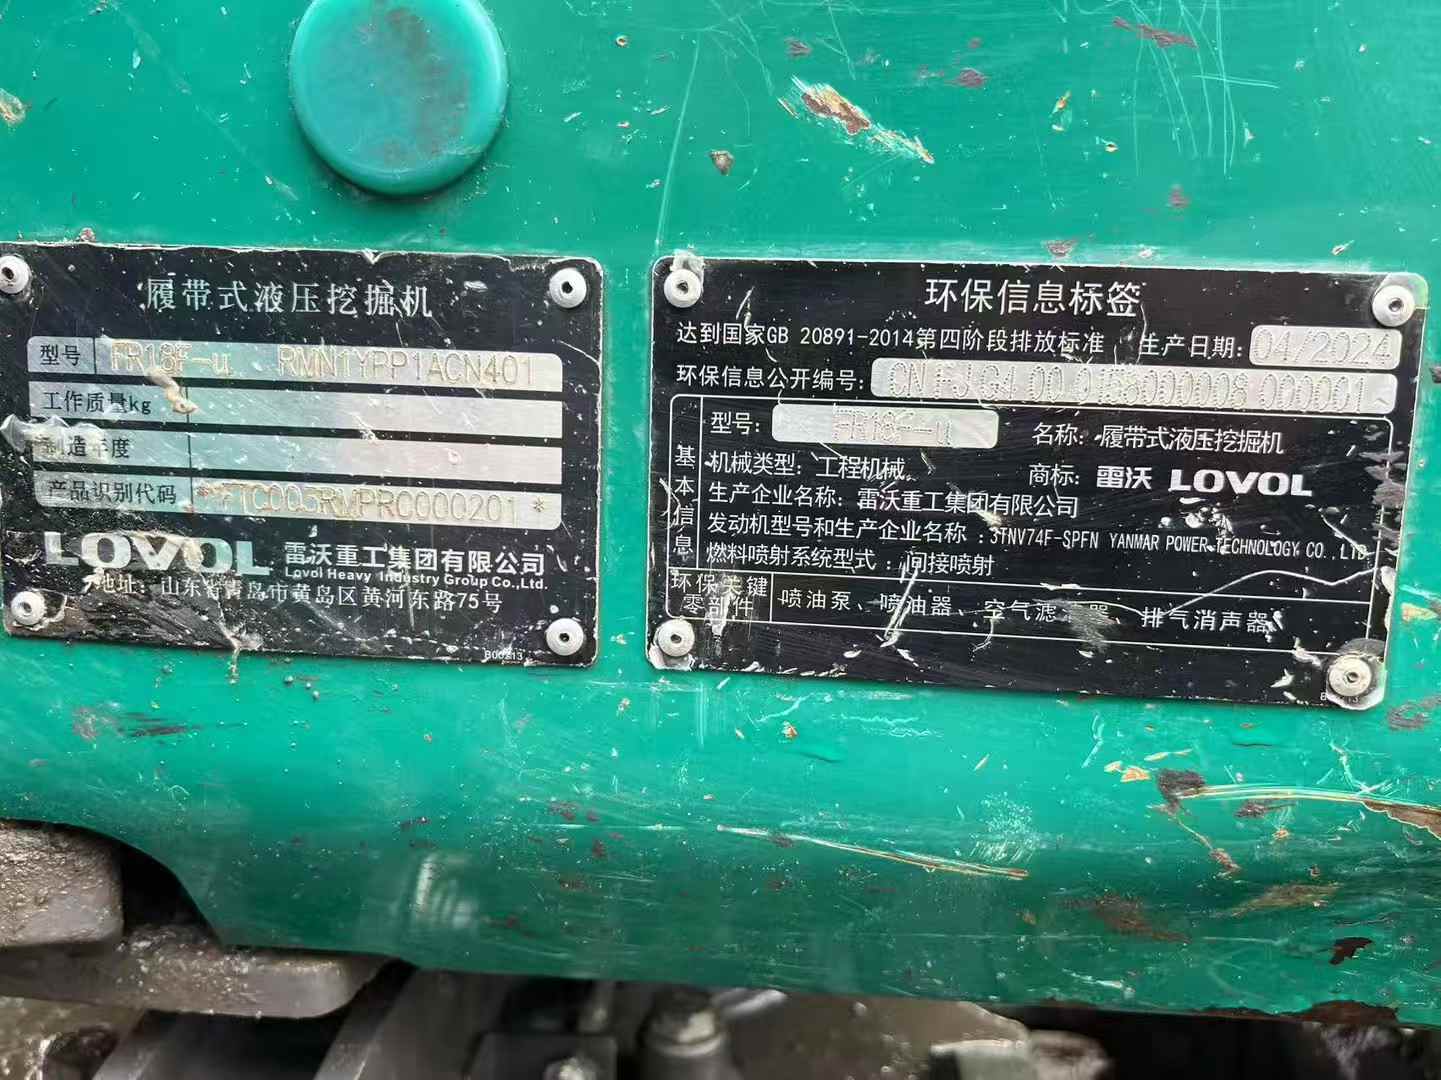 履带式液压挖掘机
型号 FR18F-u RMN1YPP1ACN401
工作质量kg
制造年度
产品识别代码 C005RMPRC000201 *
LOVOL 雷沃重工集团有限公司
Lovol Heavy Industry Group Co.,Ltd.
地址：山东省青岛市黄岛区黄河东路75号
B00213
环保信息标签
达到国家GB 20891-2014第四阶段排放标准 生产日期: 04/2024
环保信息公开编号: CN FJ G4 00 0158000008 000001
基本信息
型号: FR18F-u 名称: 履带式液压挖掘机
机械类型: 工程机械 商标: 雷沃 LOVOL
生产企业名称: 雷沃重工集团有限公司
发动机型号和生产企业名称: 3TNV74F-SPFN YANMAR POWER TECHNOLOGY CO., LTD
燃料喷射系统型式: 间接喷射
环保关键零部件 喷油泵、喷油器、空气滤 器 排气消声器